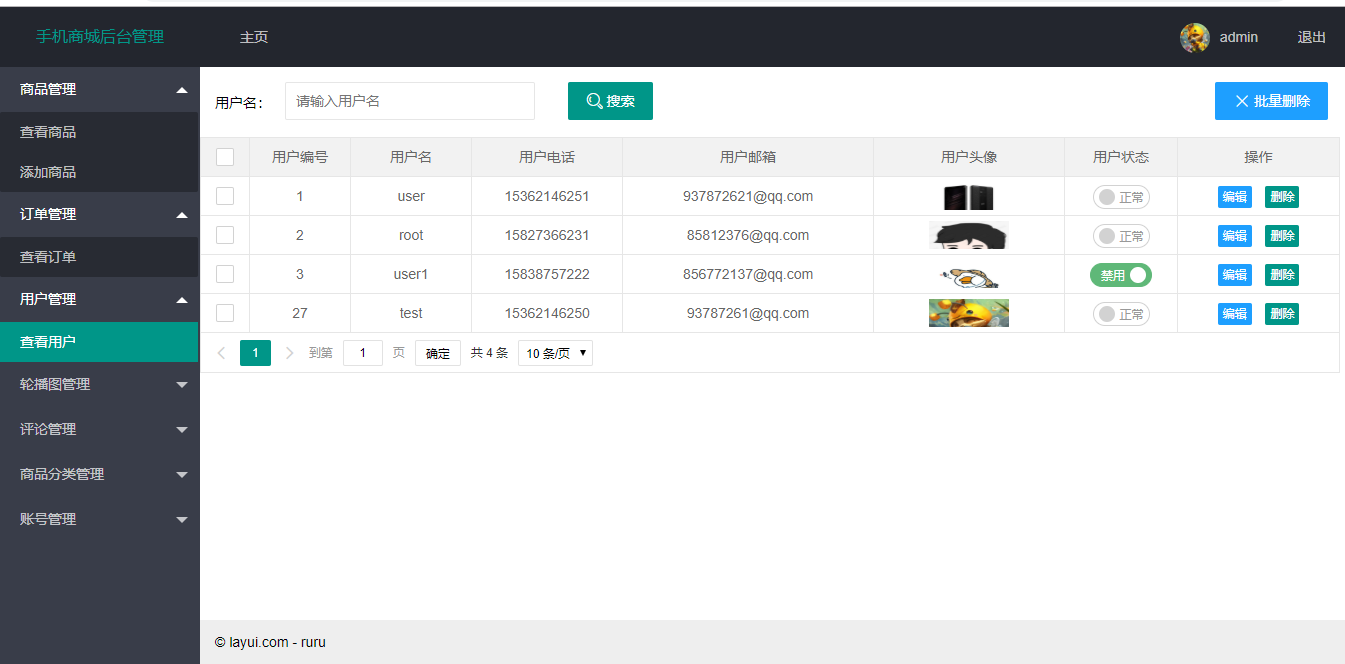 手机商城后台管理 主页 admin 退出
商品管理
查看商品
添加商品
订单管理
查看订单
用户管理
查看用户
轮播图管理
评论管理
商品分类管理
账号管理
用户名： 请输入用户名 搜索 批量删除
用户编号 用户名 用户电话 用户邮箱 用户头像 用户状态 操作
1 user 15362146251 937872621@qq.com 正常 编辑 删除
2 root 15827366231 85812376@qq.com 正常 编辑 删除
3 user1 15838757222 856772137@qq.com 禁用 编辑 删除
27 test 15362146250 93787261@qq.com 正常 编辑 删除
1 到第 1 页 确定 共 4 条 10 条/页
© layui.com - ruru